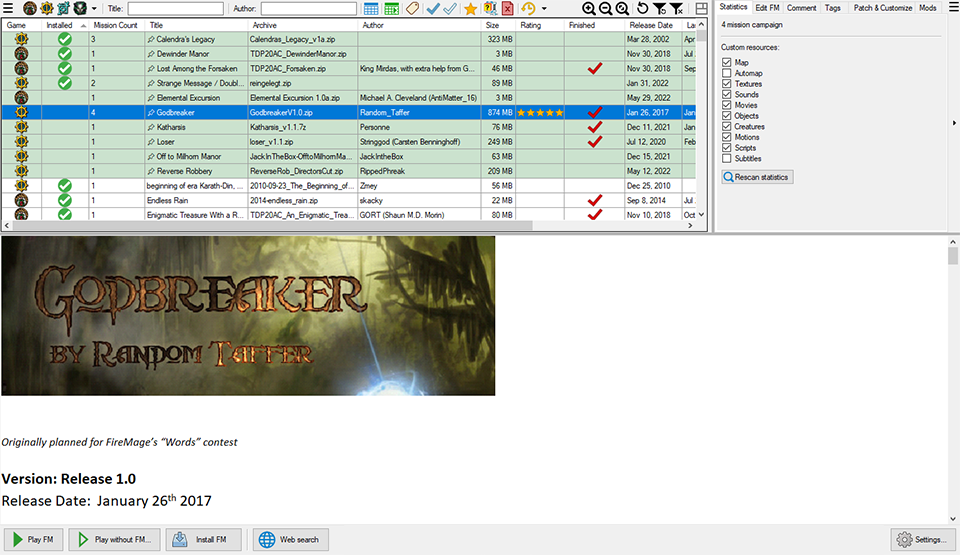 Title: Author: Statistics Edit FM Comment Tags Patch & Customize Mods
Game Installed Mission Count Title Archive Author Size Rating Finished Release Date La
3 Calendra's Legacy Calendras_Legacy_v1a.zip 323 MB Mar 28, 2002 Apr
1 Dewinder Manor TDP20AC_DewinderManor.zip 3 MB Nov 30, 2018 Jul
1 Lost Among the Forsaken TDP20AC_Forsaken.zip King Mirdas, with extra help from G... 46 MB Nov 30, 2018 Sep
2 Strange Message / Doubl... reingelegt.zip 89 MB Jan 31, 2022
1 Elemental Excursion Elemental Excursion 1.0a.zip Michael A. Cleveland (AntiMatter_16) 3 MB May 29, 2022
4 Godbreaker GodbreakerV1.0.zip Random_Taffer 874 MB Jan 26, 2017 Jan
1 Katharsis Katharsis_v1.1.7z Personne 76 MB Dec 11, 2021 Jan
1 Loser loser_v1.1.zip Stringgod (Carsten Benninghoff) 249 MB Jul 12, 2020 Feb
1 Off to Milhorn Manor JackInTheBox-OfftoMilhornMa... JackIntheBox 63 MB Dec 15, 2021
1 Reverse Robbery ReverseRob_DirectorsCut.zip RippedPhreak 209 MB May 12, 2022
1 beginning of era Karath-Din, ... 2010-09-23_The_Beginning_of... Zmey 56 MB Dec 25, 2010
1 Endless Rain 2014-endless_rain.zip skacky 22 MB Sep 8, 2014 Jul
1 Enigmatic Treasure With a R... TDP20AC_An_Enigmatic_Trea... GORT (Shaun M.D. Morin) 80 MB Nov 10, 2018 Oct
4 mission campaign
Custom resources:
Map
Automap
Textures
Sounds
Movies
Objects
Creatures
Motions
Scripts
Subtitles
Rescan statistics
Godbreaker
by Random Taffer
Originally planned for FireMage's “Words” contest
Version: Release 1.0
Release Date: January 26th 2017
Play FM Play without FM... Install FM Web search Settings...